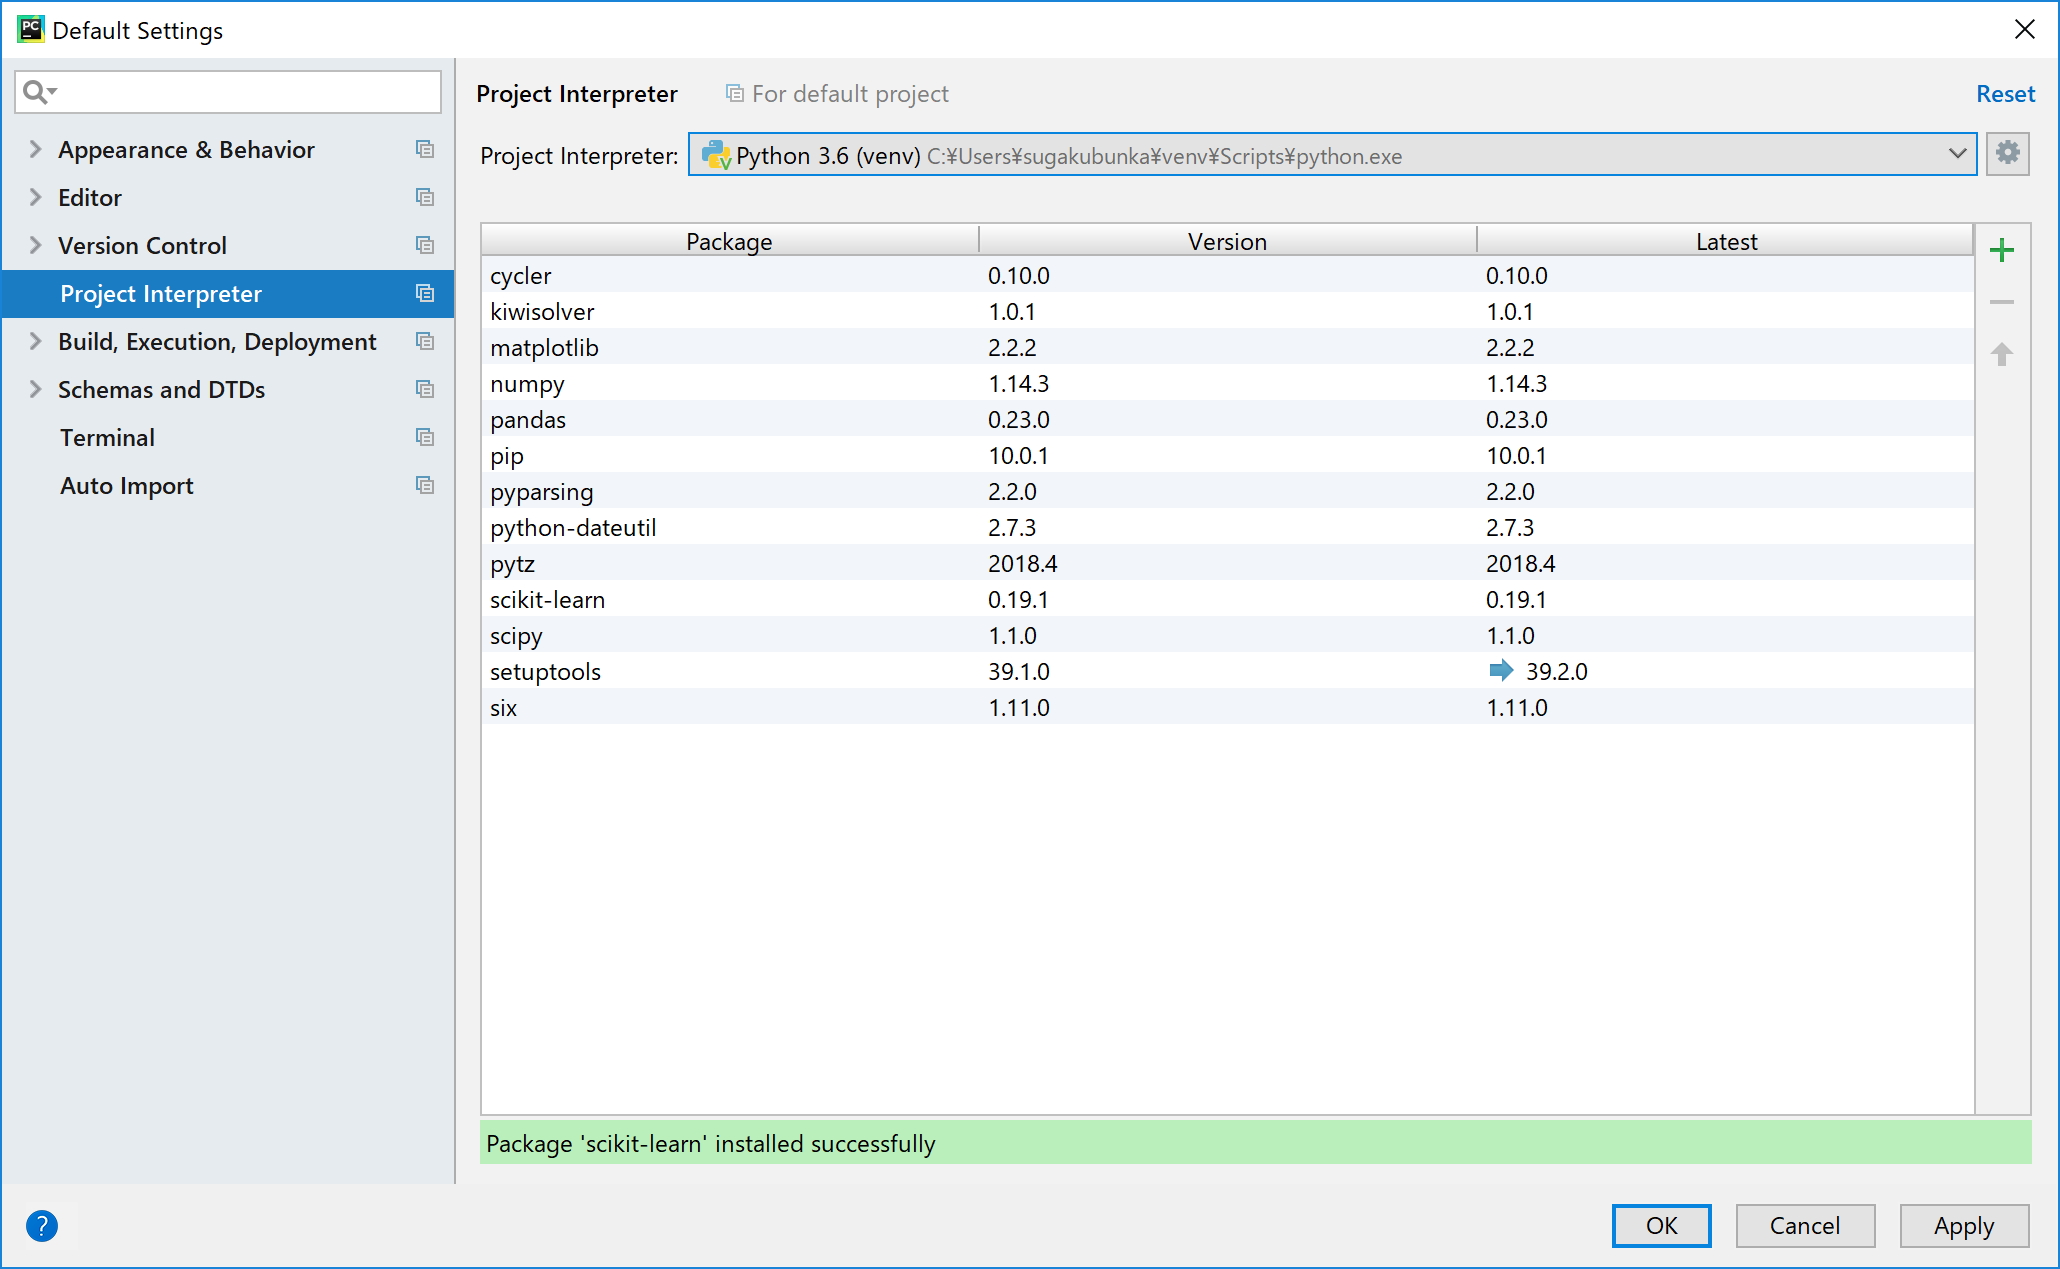 PC Default Settings
Project Interpreter For default project Reset
Appearance & Behavior
Editor
Version Control
Project Interpreter
Build, Execution, Deployment
Schemas and DTDs
Terminal
Auto Import
Project Interpreter: Python 3.6 (venv) C:¥Users¥sugakubunka¥venv¥Scripts¥python.exe
Package Version Latest
cycler 0.10.0 0.10.0
kiwisolver 1.0.1 1.0.1
matplotlib 2.2.2 2.2.2
numpy 1.14.3 1.14.3
pandas 0.23.0 0.23.0
pip 10.0.1 10.0.1
pyparsing 2.2.0 2.2.0
python-dateutil 2.7.3 2.7.3
pytz 2018.4 2018.4
scikit-learn 0.19.1 0.19.1
scipy 1.1.0 1.1.0
setuptools 39.1.0 39.2.0
six 1.11.0 1.11.0
Package 'scikit-learn' installed successfully
? OK Cancel Apply